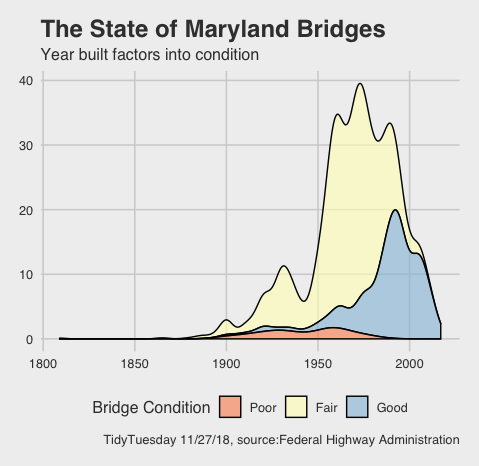 The State of Maryland Bridges
Year built factors into condition
40
30
20
10
0
1800 1850 1900 1950 2000
Bridge Condition Poor Fair Good
TidyTuesday 11/27/18, source:Federal Highway Administration